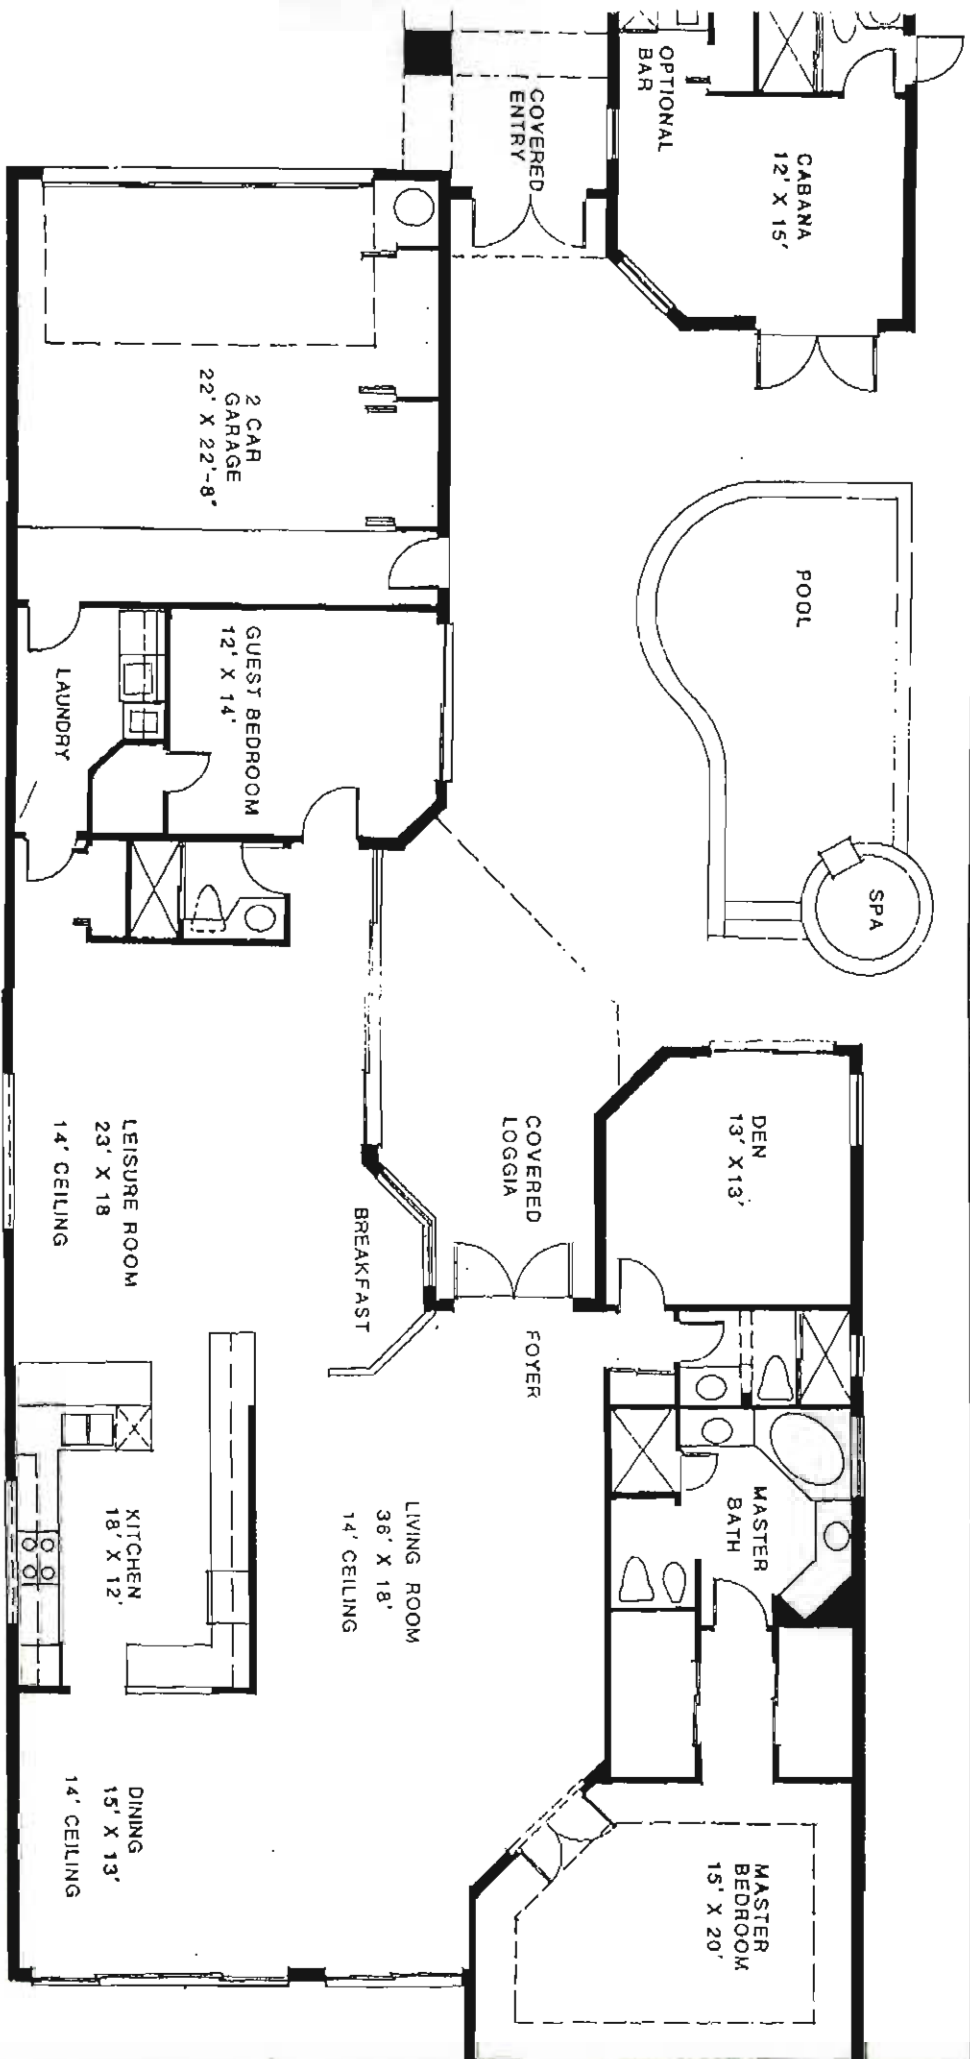 OPTIONAL
BAR
COVERED
ENTRY
CABANA
12' X 15'
2 CAR
GARAGE
22' X 22'-8"
POOL
GUEST BEDROOM
12' X 14'
LAUNDRY
SPA
DEN
13' X 13'
COVERED
LOGGIA
LEISURE ROOM
23' X 18
14' CEILING
BREAKFAST
FOYER
MASTER
BATH
LIVING ROOM
36' X 18'
14' CEILING
KITCHEN
18' X 12'
DINING
15' X 13'
14' CEILING
MASTER
BEDROOM
15' X 20'